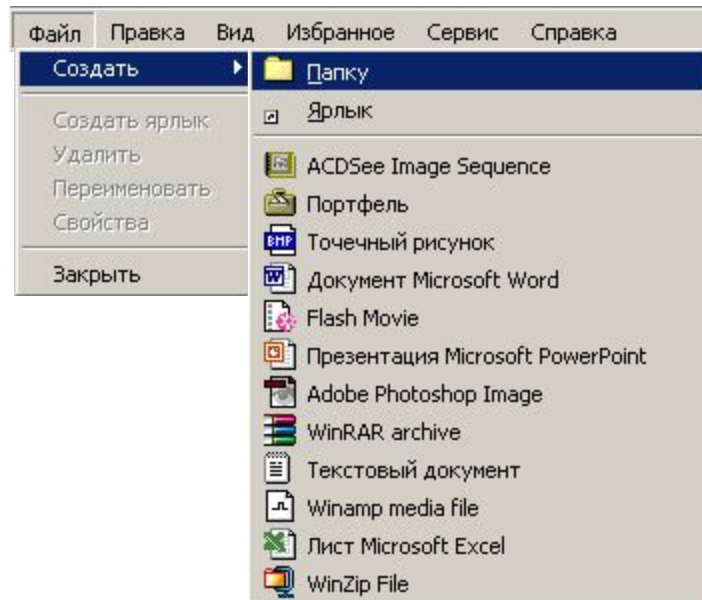 Файл Правка Вид Избранное Сервис Справка
Создать
Создать ярлык
Удалить
Переименовать
Свойства
Закрыть
Папку
Ярлык
ACDSee Image Sequence
Портфель
BMP Точечный рисунок
Документ Microsoft Word
Flash Movie
Презентация Microsoft PowerPoint
Adobe Photoshop Image
WinRAR archive
Текстовый документ
Winamp media file
Лист Microsoft Excel
WinZip File